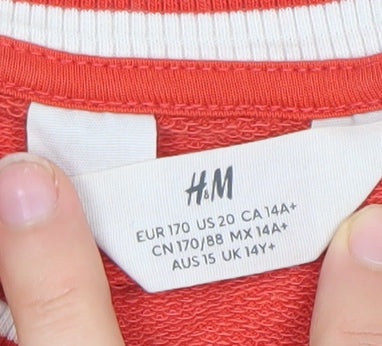 H&M
EUR 170 US 20 CA 14A+
CN 170/88 MX 14A+
AUS 15 UK 14Y+